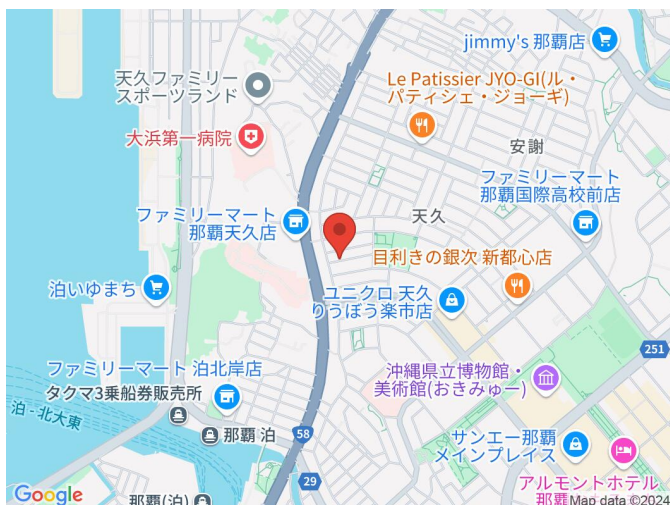 jimmy's 那覇店
天久ファミリー
スポーツランド
Le Patissier JYO-GI(ル・
パティシェ・ジョーギ)
大浜第一病院
安謝
ファミリーマート
那覇国際高校前店
ファミリーマート
那覇天久店
天久
目利きの銀次 新都心店
泊いゆまち
ユニクロ 天久
りうぼう楽市店
251
ファミリーマート 泊北岸店
沖縄県立博物館・
美術館(おきみゅー)
タクマ3乗船券販売所
泊 - 北大東
那覇 泊
58
サンエー那覇
メインプレイス
29
アルモントホテル
那覇
Google
那覇(泊)
Map data ©2024